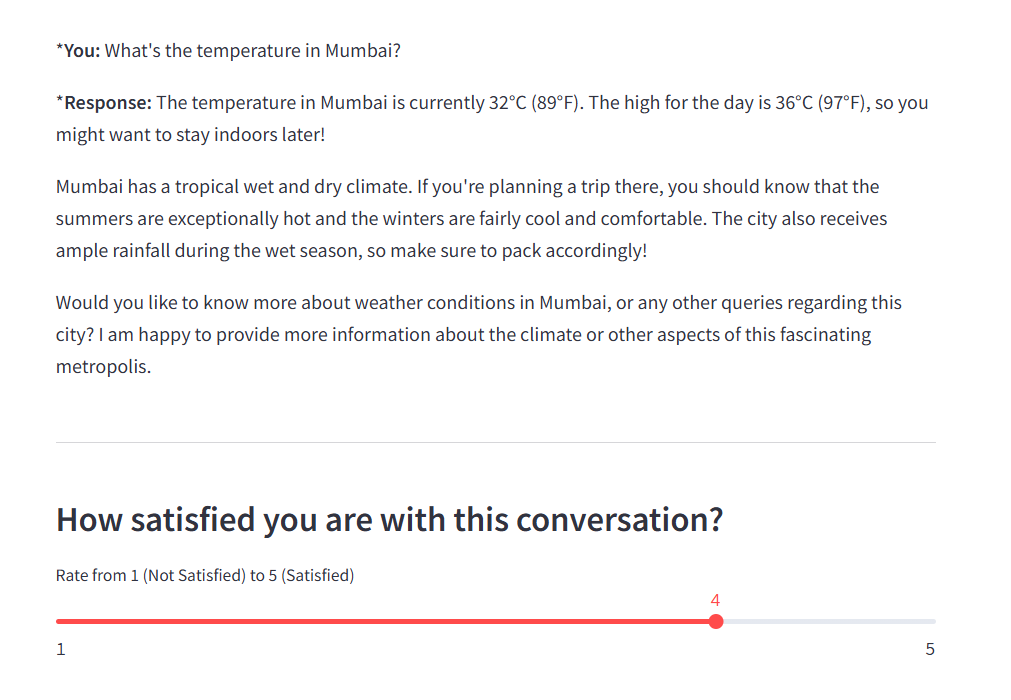 *You: What's the temperature in Mumbai?
*Response: The temperature in Mumbai is currently 32°C (89°F). The high for the day is 36°C (97°F), so you
might want to stay indoors later!
Mumbai has a tropical wet and dry climate. If you're planning a trip there, you should know that the
summers are exceptionally hot and the winters are fairly cool and comfortable. The city also receives
ample rainfall during the wet season, so make sure to pack accordingly!
Would you like to know more about weather conditions in Mumbai, or any other queries regarding this
city? I am happy to provide more information about the climate or other aspects of this fascinating
metropolis.
How satisfied you are with this conversation?
Rate from 1 (Not Satisfied) to 5 (Satisfied)
4
1 5